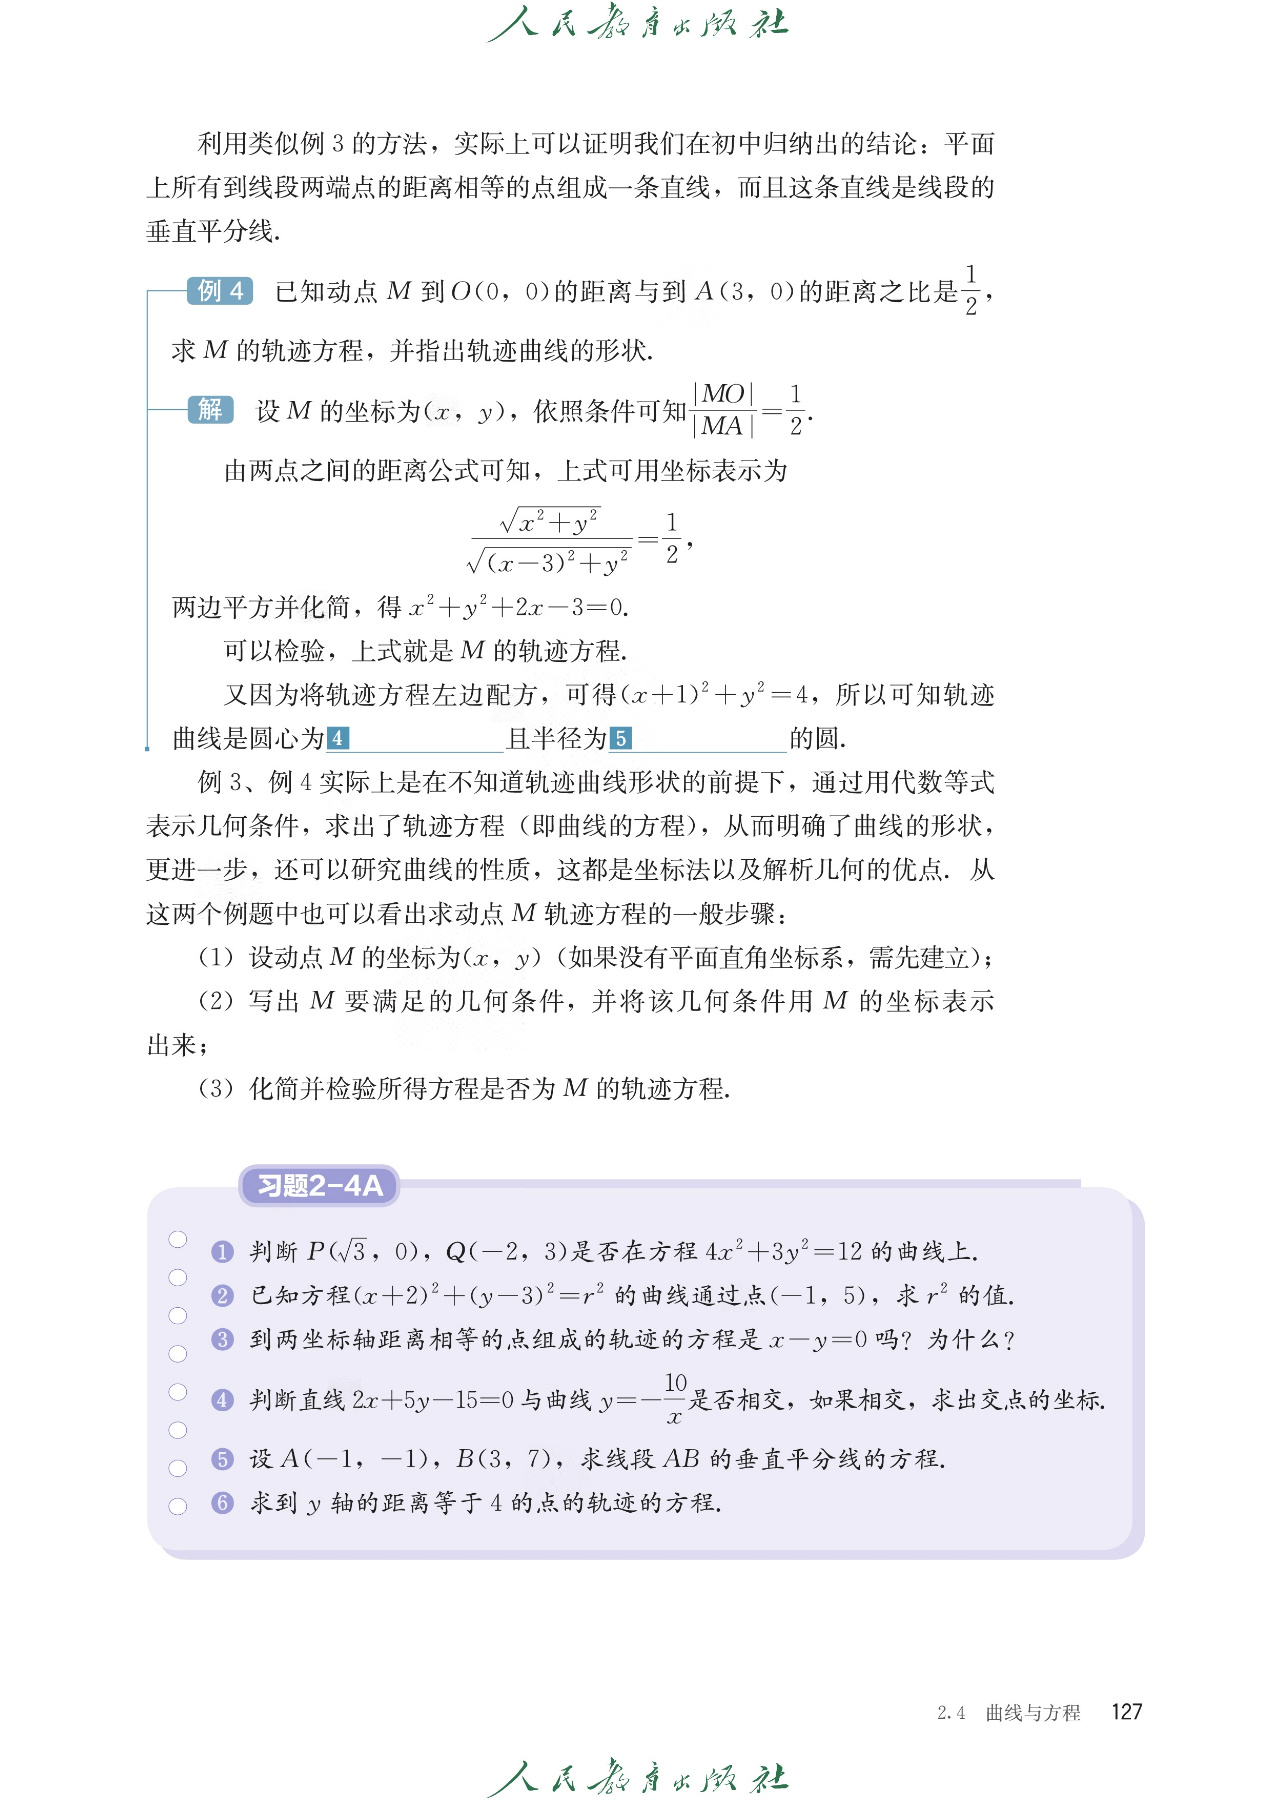 人民教育出版社
利用类似例 3 的方法，实际上可以证明我们在初中归纳出的结论：平面
上所有到线段两端点的距离相等的点组成一条直线，而且这条直线是线段的
垂直平分线.
例 4 已知动点 M 到 O(0，0)的距离与到 A(3，0)的距离之比是 1/2，
求 M 的轨迹方程，并指出轨迹曲线的形状.
解 设 M 的坐标为(x，y)，依照条件可知 |MO|/|MA| = 1/2.
由两点之间的距离公式可知，上式可用坐标表示为
√(x²+y²)/√((x−3)²+y²) = 1/2，
两边平方并化简，得 x²+y²+2x−3=0.
可以检验，上式就是 M 的轨迹方程.
又因为将轨迹方程左边配方，可得(x+1)²+y²=4，所以可知轨迹
曲线是圆心为 4 ________ 且半径为 5 ________ 的圆.
例 3、例 4 实际上是在不知道轨迹曲线形状的前提下，通过用代数等式
表示几何条件，求出了轨迹方程（即曲线的方程），从而明确了曲线的形状，
更进一步，还可以研究曲线的性质，这都是坐标法以及解析几何的优点. 从
这两个例题中也可以看出求动点 M 轨迹方程的一般步骤：
（1）设动点 M 的坐标为(x，y)（如果没有平面直角坐标系，需先建立）；
（2）写出 M 要满足的几何条件，并将该几何条件用 M 的坐标表示
出来；
（3）化简并检验所得方程是否为 M 的轨迹方程.
习题2-4A
1 判断 P(√3，0)，Q(−2，3)是否在方程 4x²+3y²=12 的曲线上.
2 已知方程(x+2)²+(y−3)²=r² 的曲线通过点(−1，5)，求 r² 的值.
3 到两坐标轴距离相等的点组成的轨迹的方程是 x−y=0 吗？为什么？
4 判断直线 2x+5y−15=0 与曲线 y=−10/x 是否相交，如果相交，求出交点的坐标.
5 设 A(−1，−1)，B(3，7)，求线段 AB 的垂直平分线的方程.
6 求到 y 轴的距离等于 4 的点的轨迹的方程.
2.4 曲线与方程 127
人民教育出版社